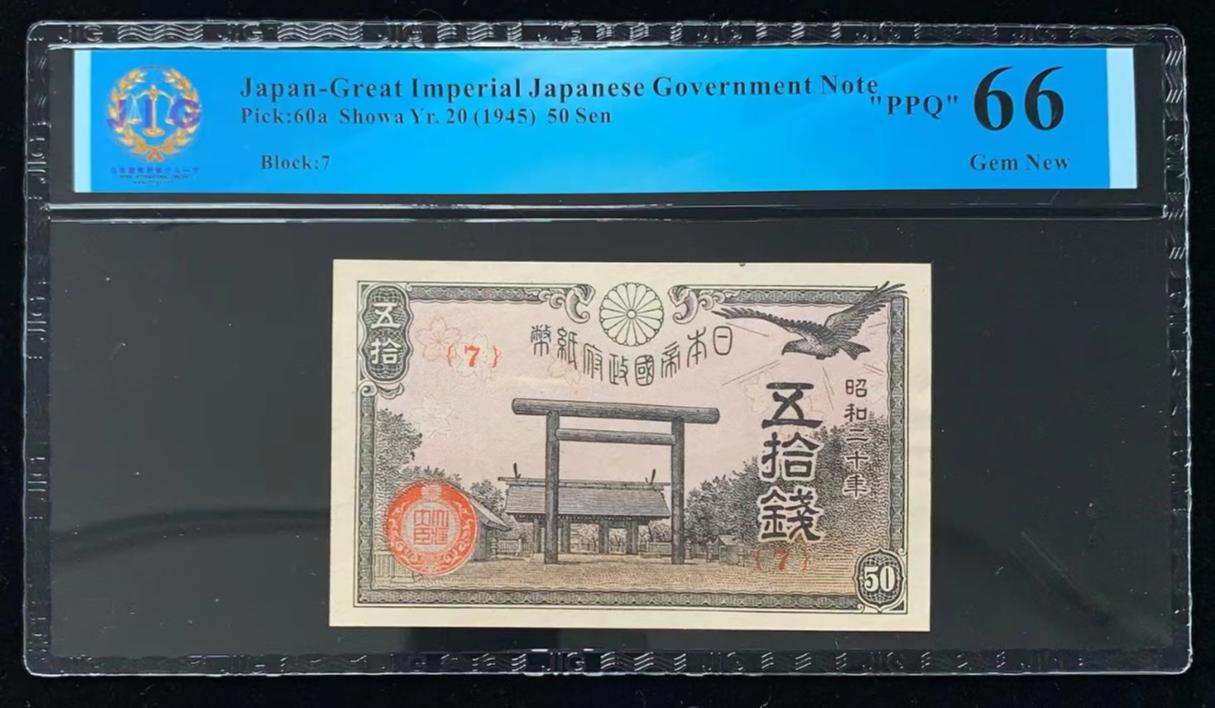 Japan-Great Imperial Japanese Government Note
Pick:60a Showa Yr. 20 (1945) 50 Sen
Block:7
"PPQ" 66
Gem New
JIG
五拾
(7)
日本帝國政府紙幣
昭和二十年
五拾錢
(7)
50